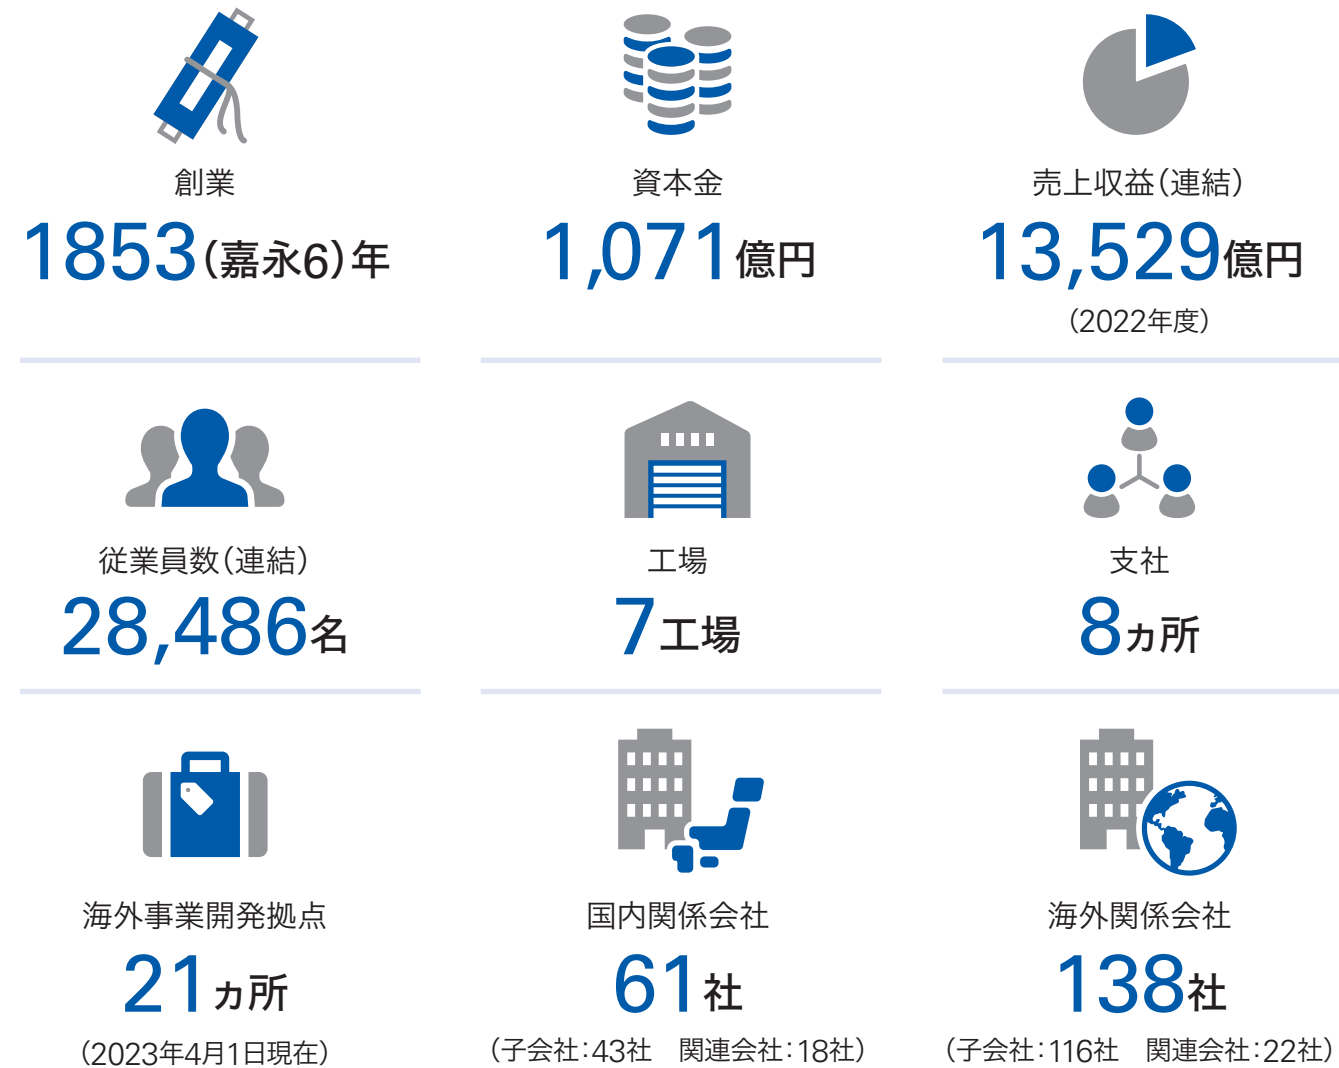 創業
1853(嘉永6)年
資本金
1,071億円
売上収益(連結)
13,529億円
(2022年度)
従業員数(連結)
28,486名
工場
7工場
支社
8ヵ所
海外事業開発拠点
21ヵ所
(2023年4月1日現在)
国内関係会社
61社
(子会社:43社　関連会社:18社)
海外関係会社
138社
(子会社:116社　関連会社:22社)